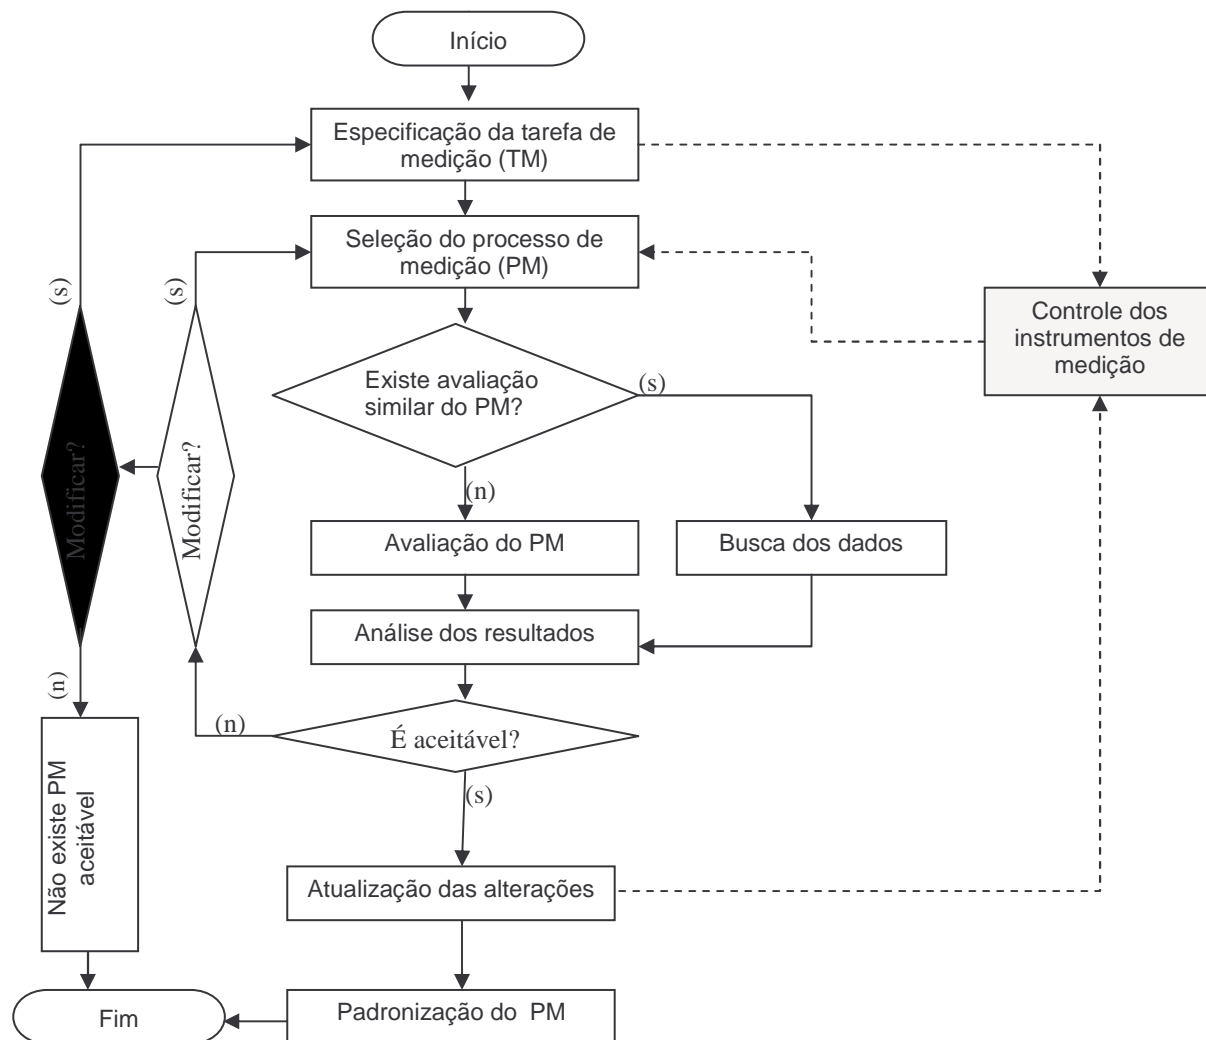 Início
Especificação da tarefa de
medição (TM)
Seleção do processo de
medição (PM)
(s)
(s)
Controle dos
instrumentos de
medição
Existe avaliação
similar do PM?
(s)
Modificar?
Modificar?
(n)
Avaliação do PM
Busca dos dados
Análise dos resultados
(n)
(n)
É aceitável?
(s)
Não existe PM
aceitável
Atualização das alterações
Fim
Padronização do PM